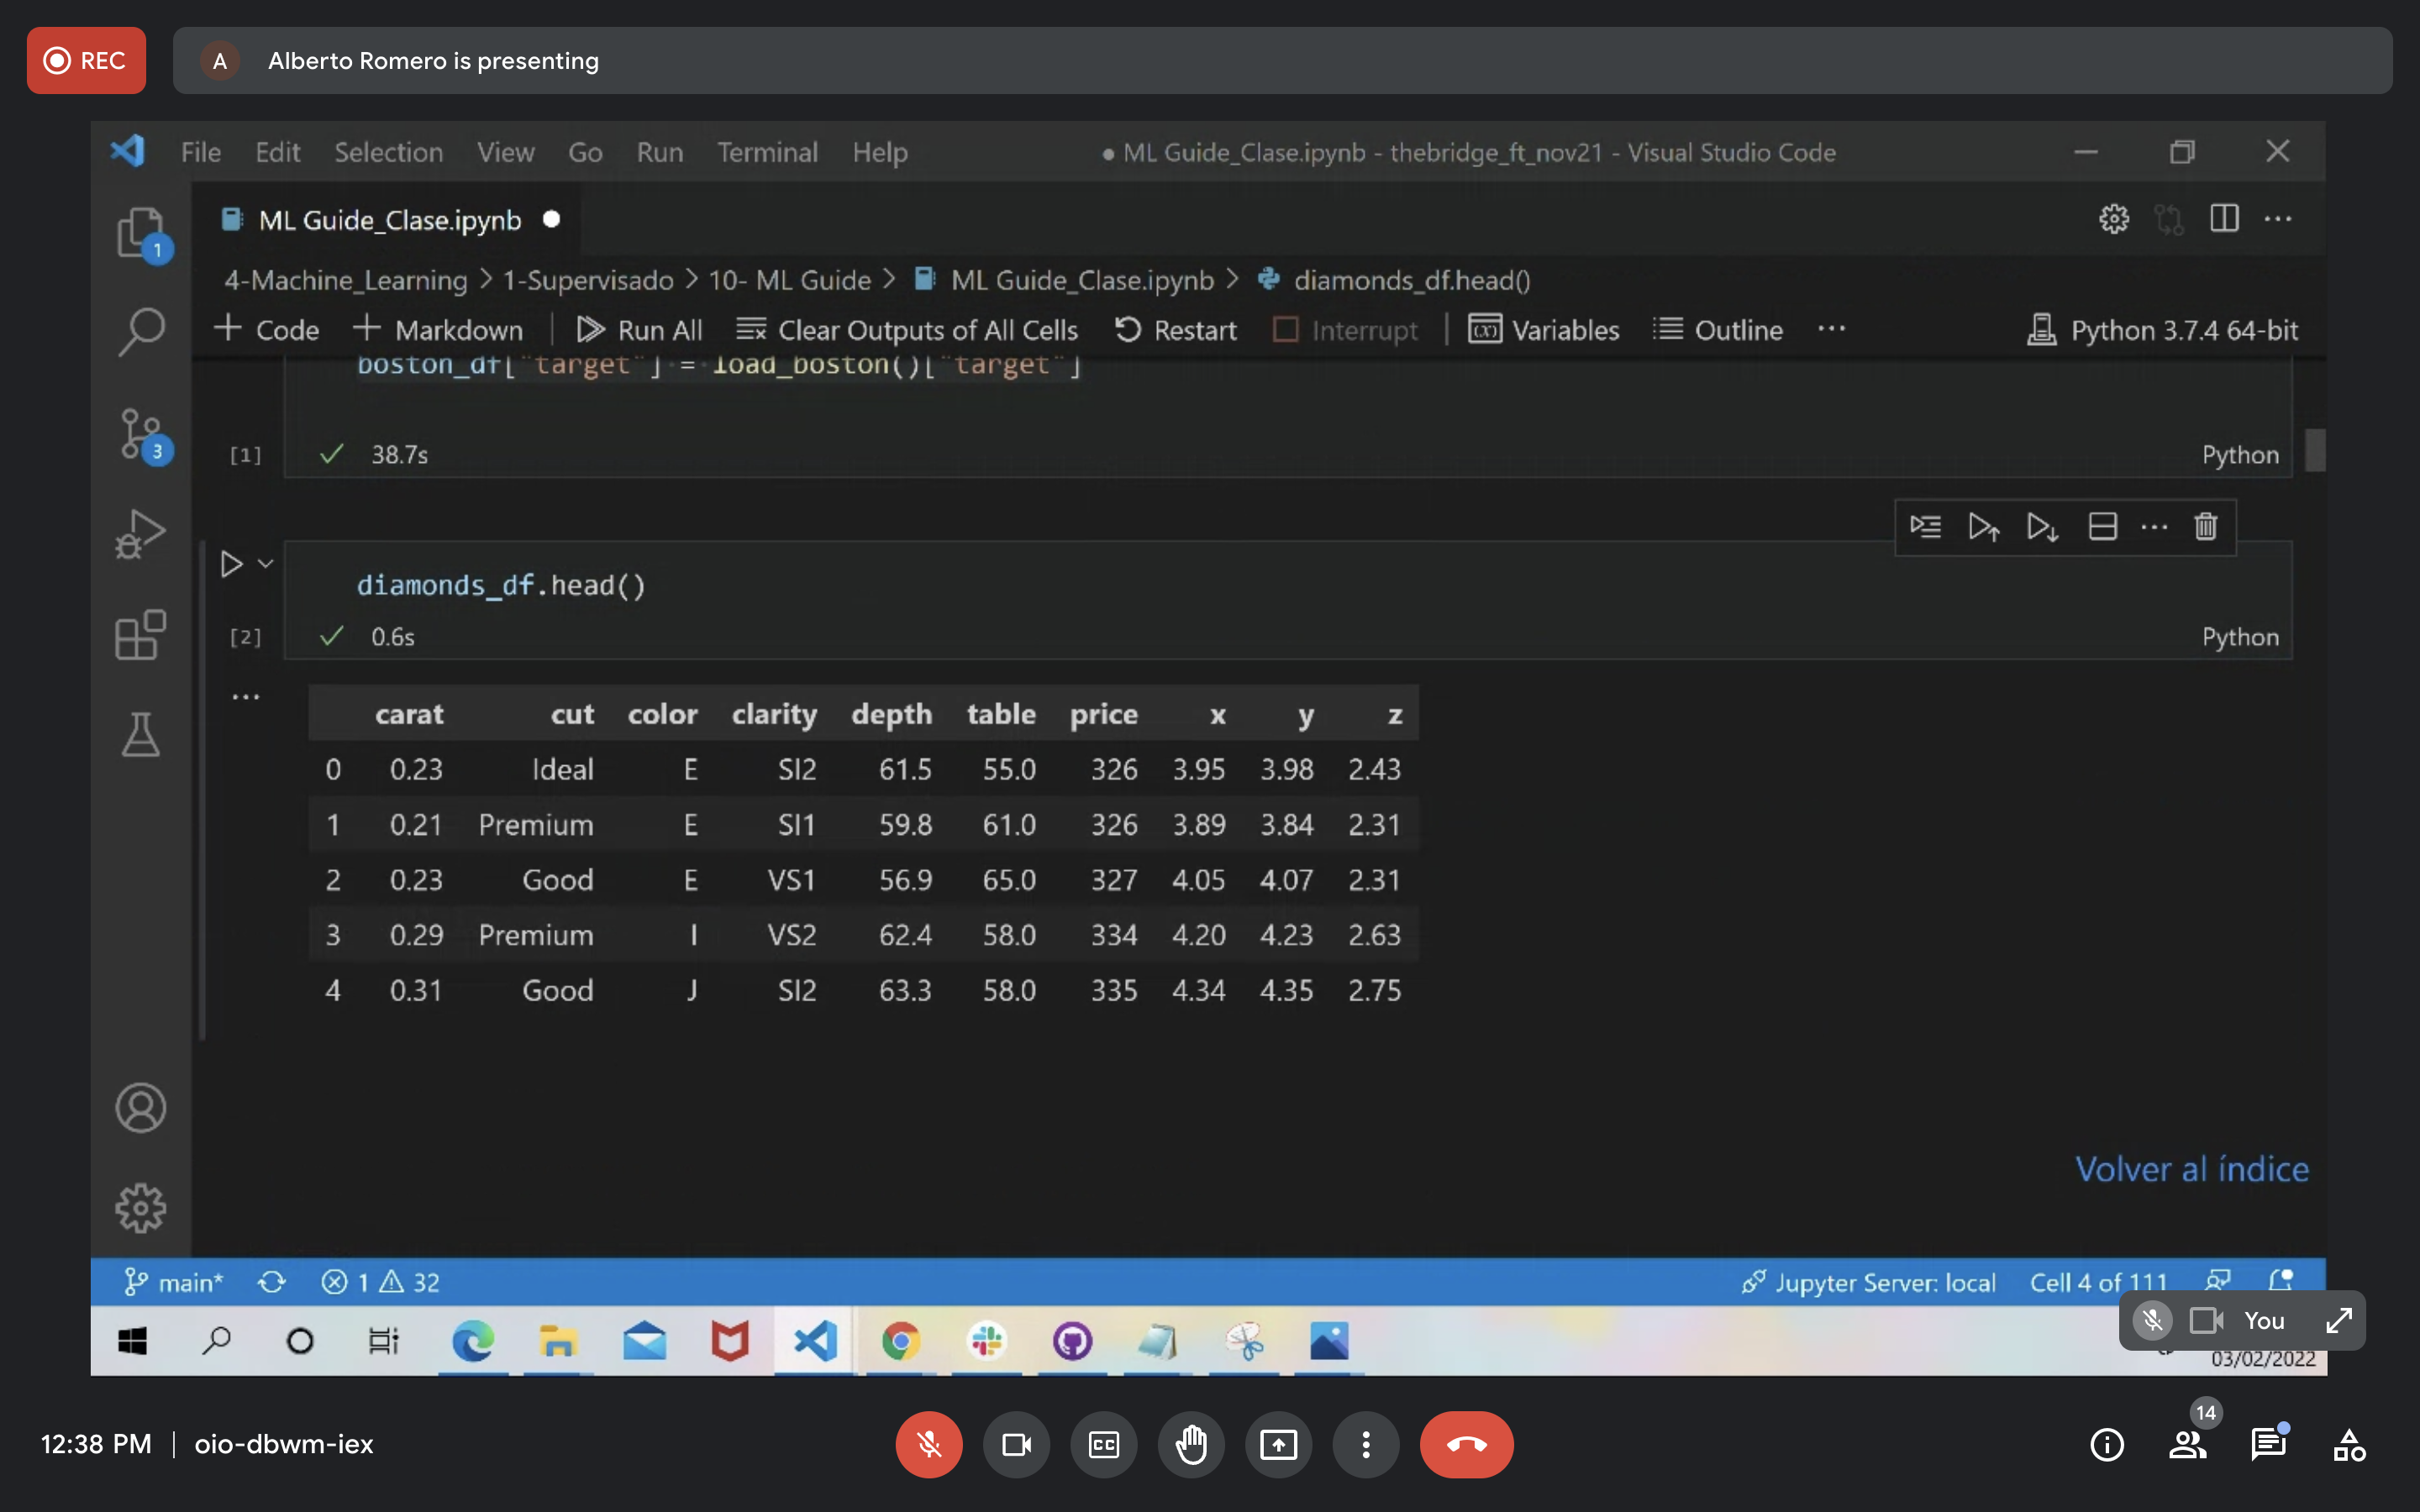 REC
A Alberto Romero is presenting
File Edit Selection View Go Run Terminal Help ● ML Guide_Clase.ipynb - thebridge_ft_nov21 - Visual Studio Code
1
ML Guide_Clase.ipynb
4-Machine_Learning > 1-Supervisado > 10- ML Guide > ML Guide_Clase.ipynb > diamonds_df.head()
+ Code + Markdown Run All Clear Outputs of All Cells Restart Interrupt Variables Outline ... Python 3.7.4 64-bit
boston_df["target"] = load_boston()["target"]
3
[1] 38.7s Python
diamonds_df.head()
[2] 0.6s Python
...
carat cut color clarity depth table price x y z
0 0.23 Ideal E SI2 61.5 55.0 326 3.95 3.98 2.43
1 0.21 Premium E SI1 59.8 61.0 326 3.89 3.84 2.31
2 0.23 Good E VS1 56.9 65.0 327 4.05 4.07 2.31
3 0.29 Premium I VS2 62.4 58.0 334 4.20 4.23 2.63
4 0.31 Good J SI2 63.3 58.0 335 4.34 4.35 2.75
Volver al índice
main* 1 32 Jupyter Server: local Cell 4 of 111
You
03/02/2022
12:38 PM | oio-dbwm-iex
CC
14